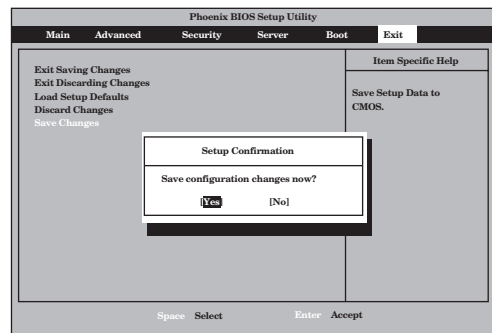 Phoenix BIOS Setup Utility
Main Advanced Security Server Boot Exit
Exit Saving Changes
Exit Discarding Changes
Load Setup Defaults
Discard Changes
Save Changes
Item Specific Help
Save Setup Data to
CMOS.
Setup Confirmation
Save configuration changes now?
[Yes] [No]
Space Select Enter Accept